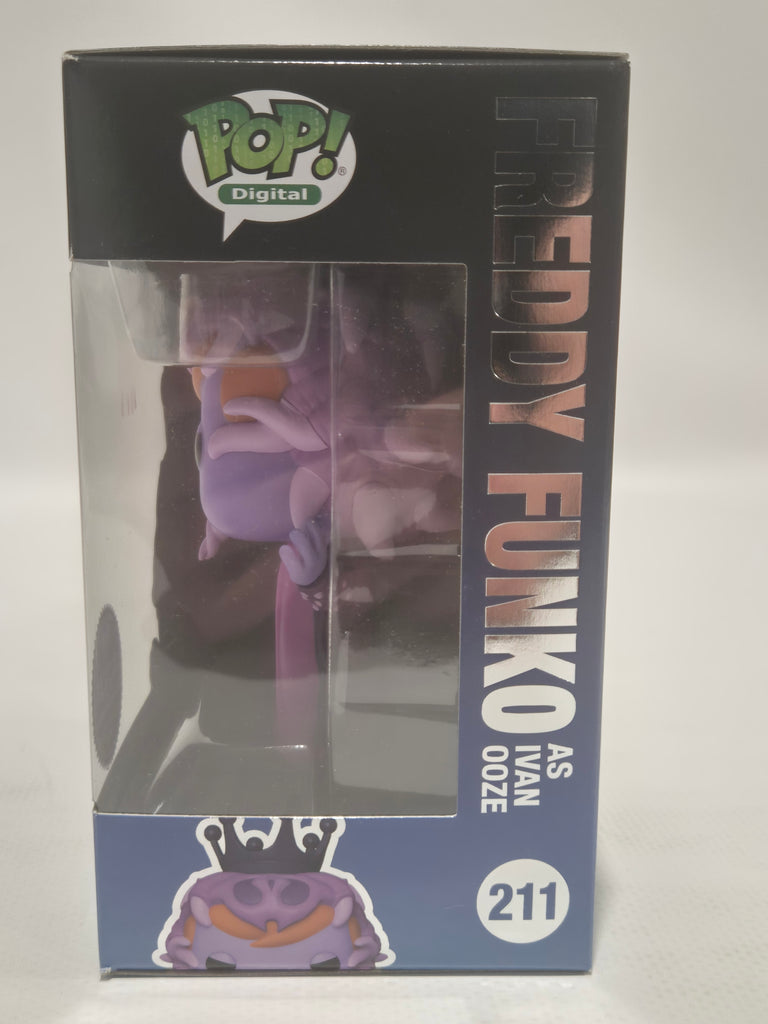 POP!®
Digital
FREDDY FUNKO
AS
IVAN
OOZE
211